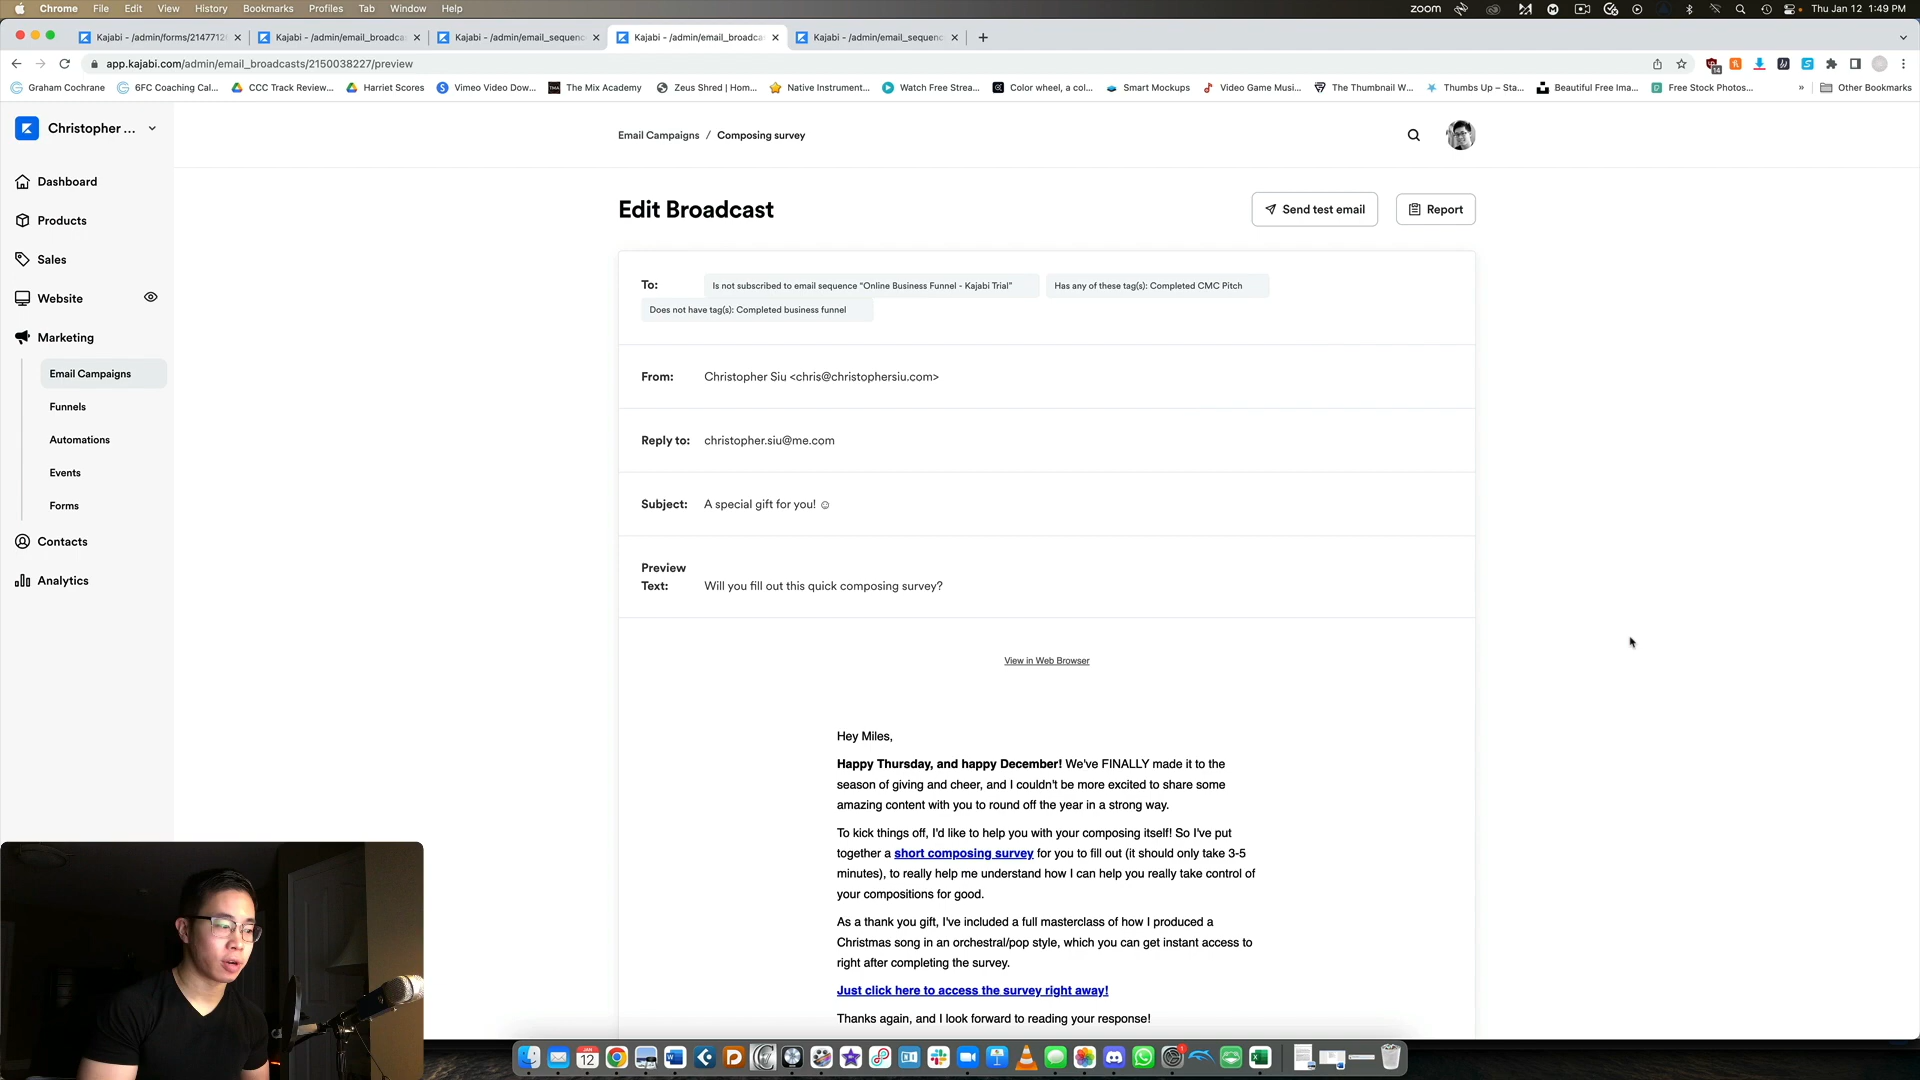 Chrome File Edit View History Bookmarks Profiles Tab Window Help
zoom Thu Jan 12 1:49 PM
Kajabi - /admin/forms/2147712 Kajabi - /admin/email_broadca Kajabi - /admin/email_sequenc Kajabi - /admin/email_broadca Kajabi - /admin/email_sequenc
app.kajabi.com/admin/email_broadcasts/2150038227/preview
Graham Cochrane 6FC Coaching Cal... CCC Track Review... Harriet Scores Vimeo Video Dow... The Mix Academy Zeus Shred | Hom... Native Instrument... Watch Free Strea... Color wheel, a col... Smart Mockups Video Game Musi... The Thumbnail W... Thumbs Up – Sta... Beautiful Free Ima... Free Stock Photos... » Other Bookmarks
Christopher ...
Dashboard
Products
Sales
Website
Marketing
Email Campaigns
Funnels
Automations
Events
Forms
Contacts
Analytics
Email Campaigns / Composing survey
Edit Broadcast
Send test email
Report
To: Is not subscribed to email sequence "Online Business Funnel - Kajabi Trial" Has any of these tag(s): Completed CMC Pitch
Does not have tag(s): Completed business funnel
From: Christopher Siu <chris@christophersiu.com>
Reply to: christopher.siu@me.com
Subject: A special gift for you! ☺
Preview
Text: Will you fill out this quick composing survey?
View in Web Browser
Hey Miles,
Happy Thursday, and happy December! We've FINALLY made it to the
season of giving and cheer, and I couldn't be more excited to share some
amazing content with you to round off the year in a strong way.
To kick things off, I'd like to help you with your composing itself! So I've put
together a short composing survey for you to fill out (it should only take 3-5
minutes), to really help me understand how I can help you really take control of
your compositions for good.
As a thank you gift, I've included a full masterclass of how I produced a
Christmas song in an orchestral/pop style, which you can get instant access to
right after completing the survey.
Just click here to access the survey right away!
Thanks again, and I look forward to reading your response!